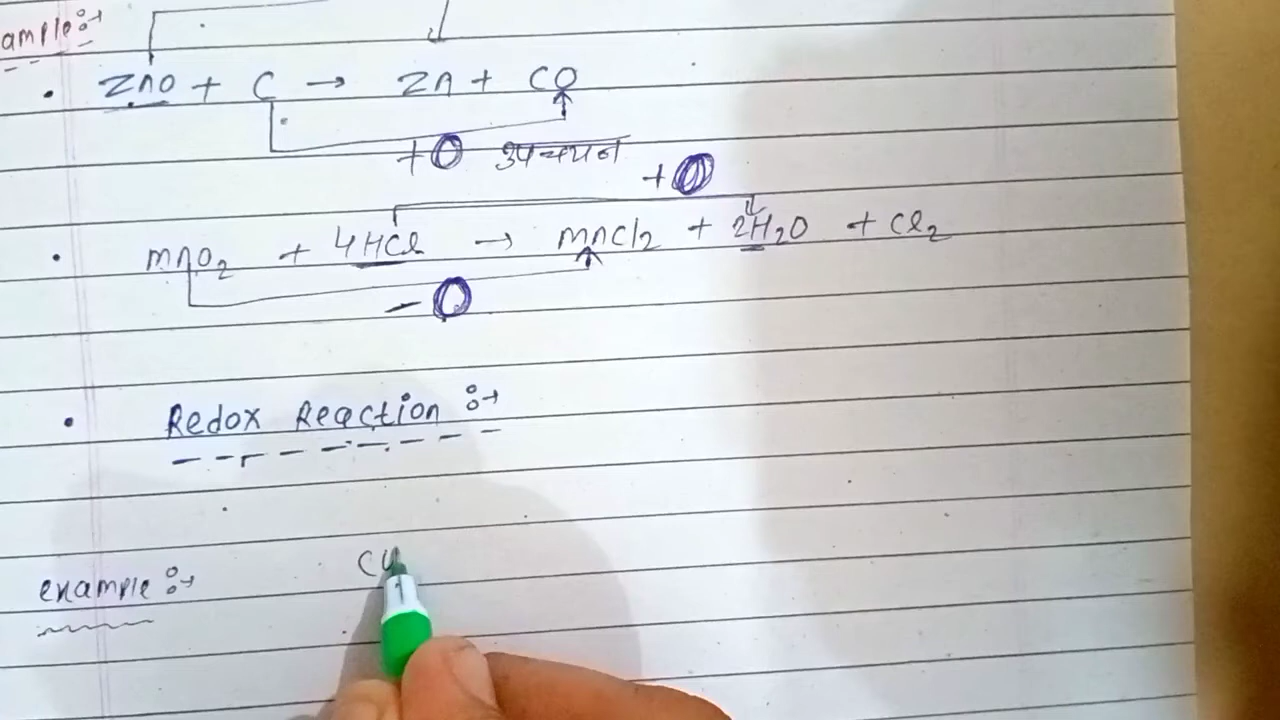 ample :→
• ZnO + C → Zn + CO
+O उपचयन
+O
• mnO2 + 4HCl → mnCl2 + 2H2O + Cl2
- O
• Redox Reaction :→
example :→ CU